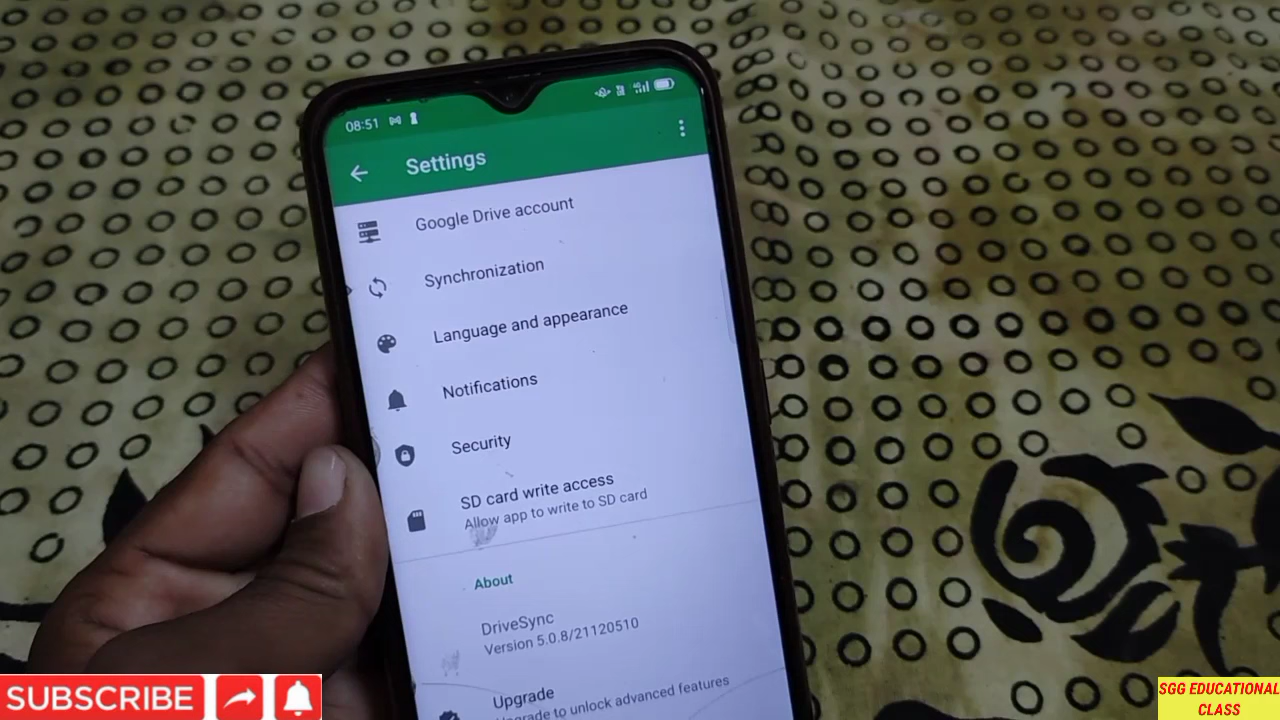 08:51
Settings
Google Drive account
Synchronization
Language and appearance
Notifications
Security
SD card write access
Allow app to write to SD card
About
DriveSync
Version 5.0.8/21120510
Upgrade
Upgrade to unlock advanced features
SUBSCRIBE
SGG EDUCATIONAL
CLASS